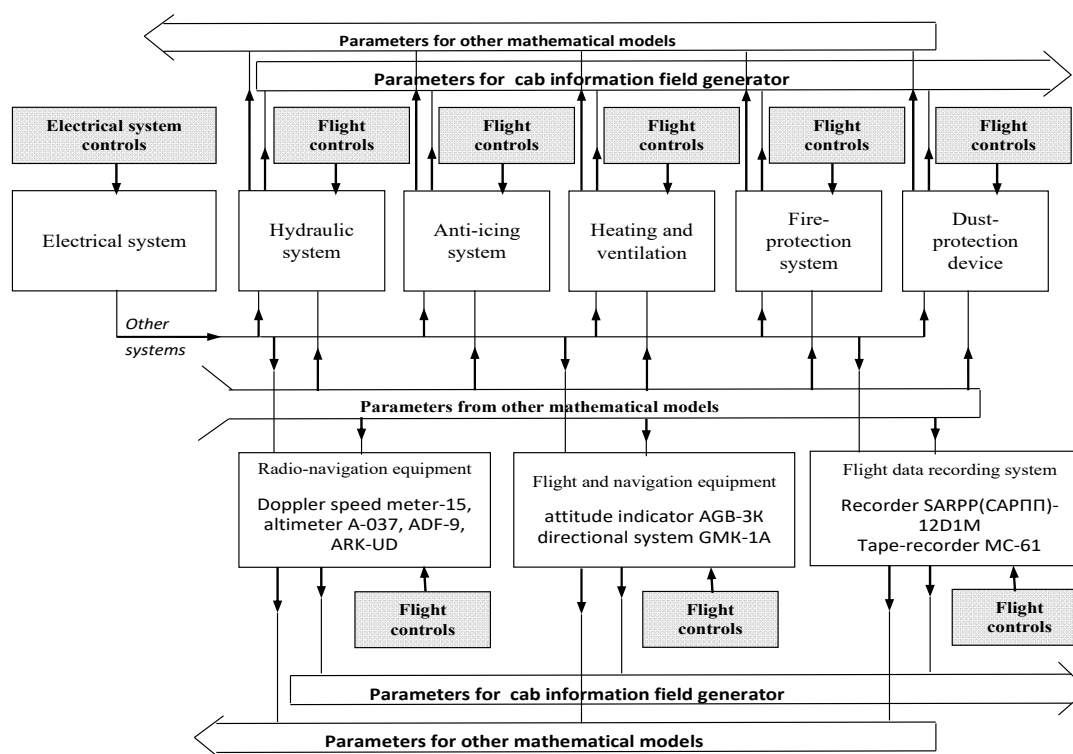 Parameters for other mathematical models
Parameters for cab information field generator
Electrical system
controls
Flight
controls
Flight
controls
Flight
controls
Flight
controls
Flight
controls
Electrical system
Hydraulic
system
Anti-icing
system
Heating and
ventilation
Fire-
protection
system
Dust-
protection
device
Other
systems
Parameters from other mathematical models
Radio-navigation equipment
Doppler speed meter-15,
altimeter A-037, ADF-9,
ARK-UD
Flight and navigation equipment
attitude indicator AGB-3K
directional system GMK-1A
Flight data recording system
Recorder SARPP(САРПП)-
12D1M
Tape-recorder MC-61
Flight
controls
Flight
controls
Flight
controls
Parameters for cab information field generator
Parameters for other mathematical models